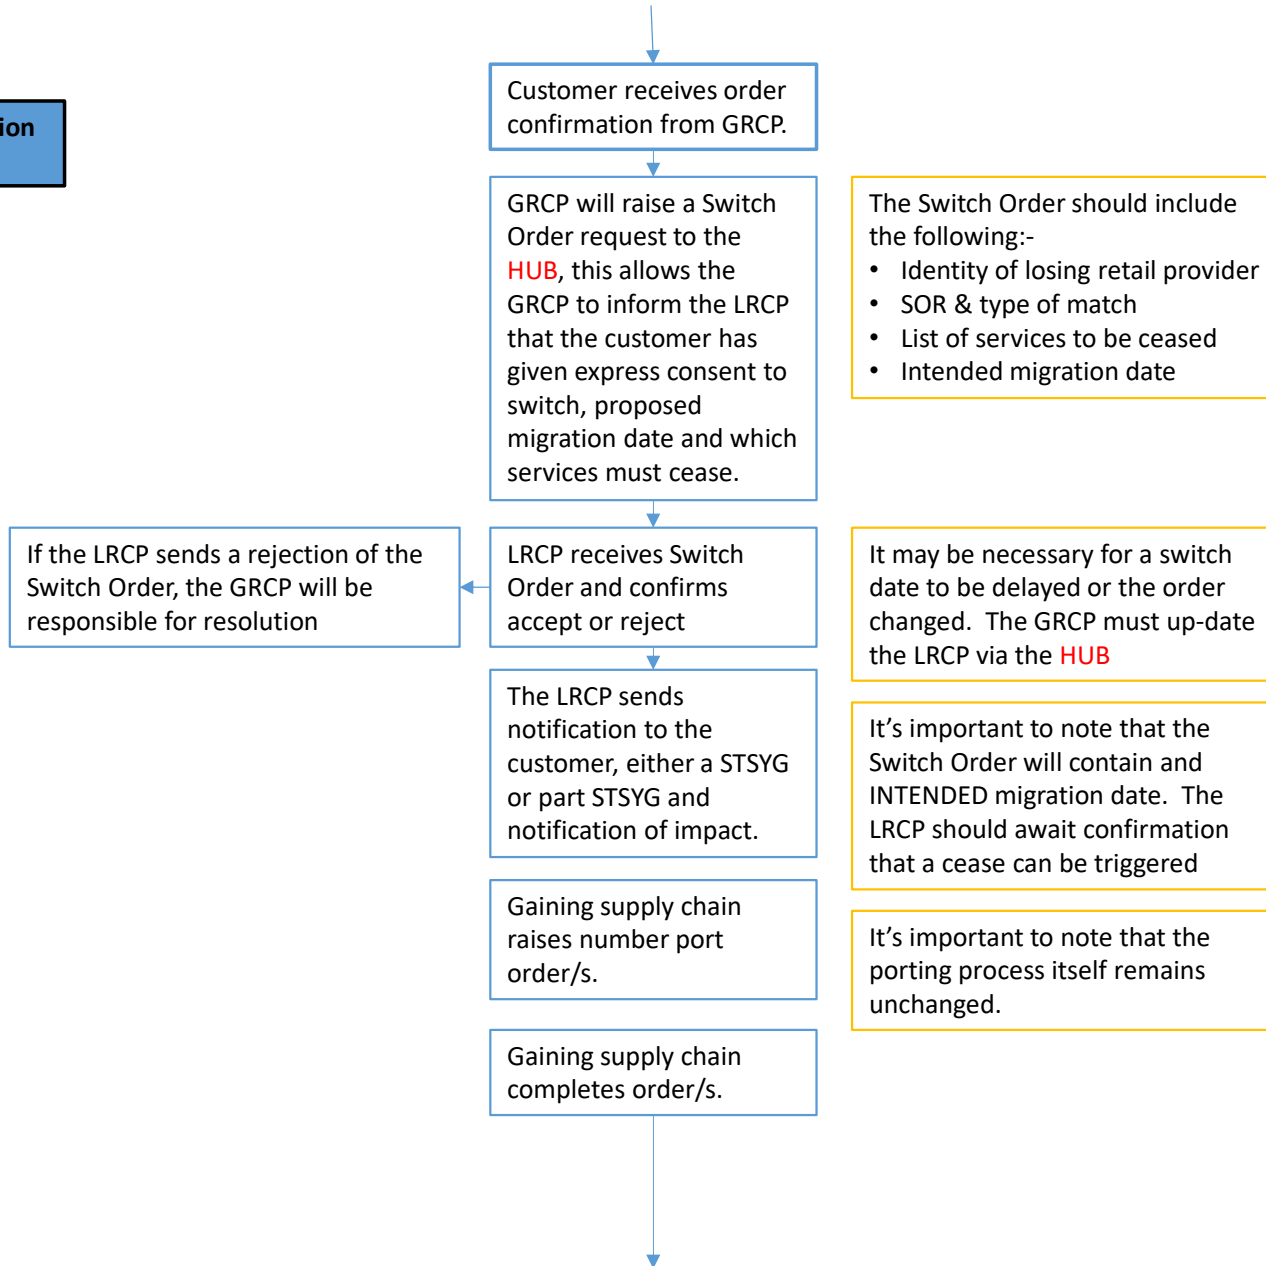 Customer receives order
confirmation from GRCP.
ion
GRCP will raise a Switch
Order request to the
HUB, this allows the
GRCP to inform the LRCP
that the customer has
given express consent to
switch, proposed
migration date and which
services must cease.
The Switch Order should include
the following:-
• Identity of losing retail provider
• SOR & type of match
• List of services to be ceased
• Intended migration date
If the LRCP sends a rejection of the
Switch Order, the GRCP will be
responsible for resolution
LRCP receives Switch
Order and confirms
accept or reject
It may be necessary for a switch
date to be delayed or the order
changed.  The GRCP must up-date
the LRCP via the HUB
The LRCP sends
notification to the
customer, either a STSYG
or part STSYG and
notification of impact.
It’s important to note that the
Switch Order will contain and
INTENDED migration date.  The
LRCP should await confirmation
that a cease can be triggered
Gaining supply chain
raises number port
order/s.
It’s important to note that the
porting process itself remains
unchanged.
Gaining supply chain
completes order/s.